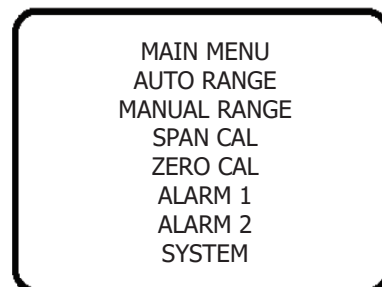 MAIN MENU
AUTO RANGE
MANUAL RANGE
SPAN CAL
ZERO CAL
ALARM 1
ALARM 2
SYSTEM